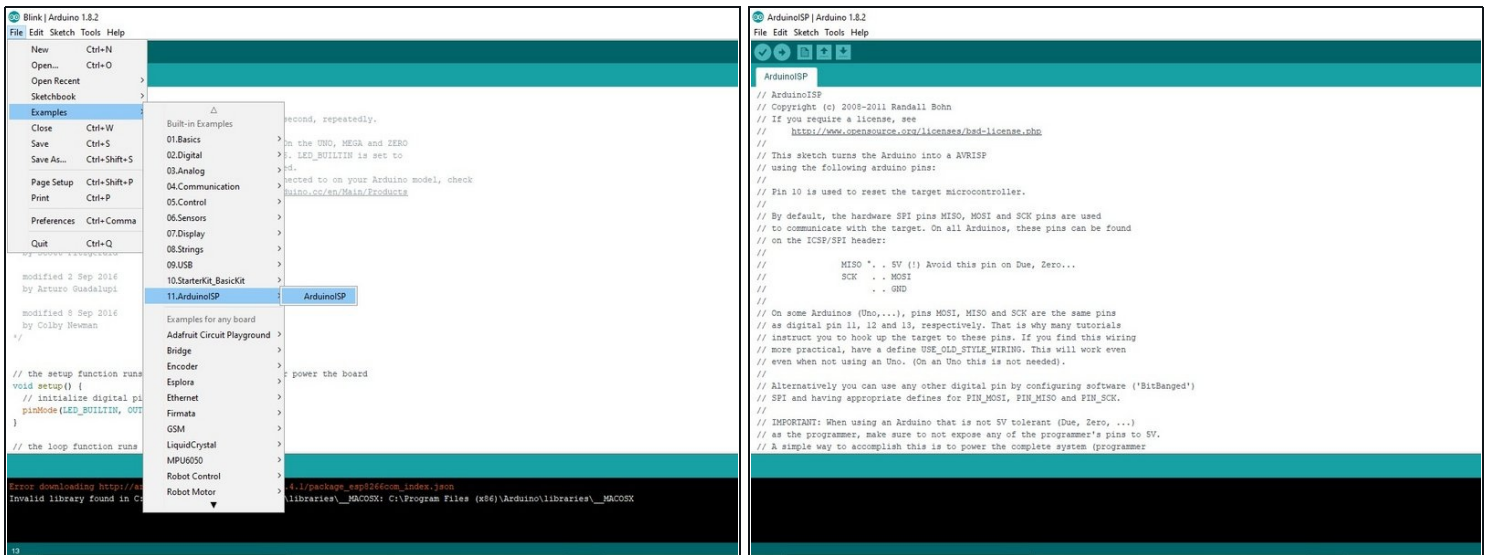 Blink | Arduino 1.8.2
File Edit Sketch Tools Help
New Ctrl+N
Open... Ctrl+O
Open Recent
Sketchbook
Examples
Close Ctrl+W
Save Ctrl+S
Save As... Ctrl+Shift+S
Page Setup Ctrl+Shift+P
Print Ctrl+P
Preferences Ctrl+Comma
Quit Ctrl+Q
Built-in Examples
01.Basics
02.Digital
03.Analog
04.Communication
05.Control
06.Sensors
07.Display
08.Strings
09.USB
10.StarterKit_BasicKit
11.ArduinoISP
ArduinoISP
Examples for any board
Adafruit Circuit Playground
Bridge
Encoder
Esplora
Ethernet
Firmata
GSM
LiquidCrystal
MPU6050
Robot Control
Robot Motor
second, repeatedly.
On the UNO, MEGA and ZERO
. LED_BUILTIN is set to
ed.
nected to on your Arduino model, check
duino.cc/en/Main/Products
modified 2 Sep 2016
by Arturo Guadalupi
modified 8 Sep 2016
by Colby Newman
*/
// the setup function runs power the board
void setup() {
// initialize digital pi
pinMode(LED_BUILTIN, OUT
}
// the loop function runs
Error downloading http://ar .4.1/package_esp8266com_index.json
Invalid library found in C: \libraries\__MACOSX: C:\Program Files (x86)\Arduino\libraries\__MACOSX
13
ArduinoISP | Arduino 1.8.2
File Edit Sketch Tools Help
ArduinoISP
// ArduinoISP
// Copyright (c) 2008-2011 Randall Bohn
// If you require a license, see
// http://www.opensource.org/licenses/bsd-license.php
//
// This sketch turns the Arduino into a AVRISP
// using the following arduino pins:
//
// Pin 10 is used to reset the target microcontroller.
//
// By default, the hardware SPI pins MISO, MOSI and SCK pins are used
// to communicate with the target. On all Arduinos, these pins can be found
// on the ICSP/SPI header:
//
// MISO °. . 5V (!) Avoid this pin on Due, Zero...
// SCK . . MOSI
// . . GND
//
// On some Arduinos (Uno,...), pins MOSI, MISO and SCK are the same pins
// as digital pin 11, 12 and 13, respectively. That is why many tutorials
// instruct you to hook up the target to these pins. If you find this wiring
// more practical, have a define USE_OLD_STYLE_WIRING. This will work even
// even when not using an Uno. (On an Uno this is not needed).
//
// Alternatively you can use any other digital pin by configuring software ('BitBanged')
// SPI and having appropriate defines for PIN_MOSI, PIN_MISO and PIN_SCK.
//
// IMPORTANT: When using an Arduino that is not 5V tolerant (Due, Zero, ...)
// as the programmer, make sure to not expose any of the programmer's pins to 5V.
// A simple way to accomplish this is to power the complete system (programmer